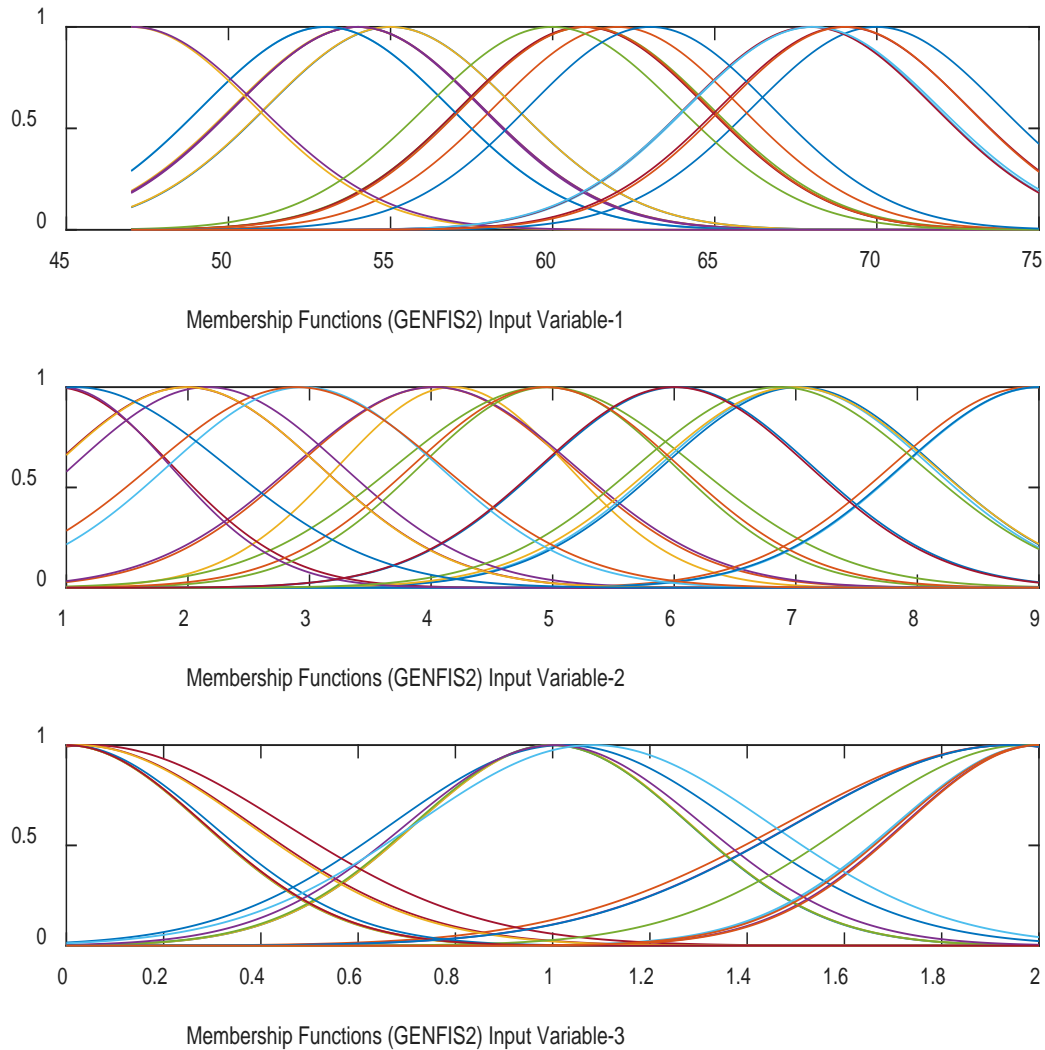 1
0.5
0
45 50 55 60 65 70 75
Membership Functions (GENFIS2) Input Variable-1
1
0.5
0
1 2 3 4 5 6 7 8 9
Membership Functions (GENFIS2) Input Variable-2
1
0.5
0
0 0.2 0.4 0.6 0.8 1 1.2 1.4 1.6 1.8 2
Membership Functions (GENFIS2) Input Variable-3